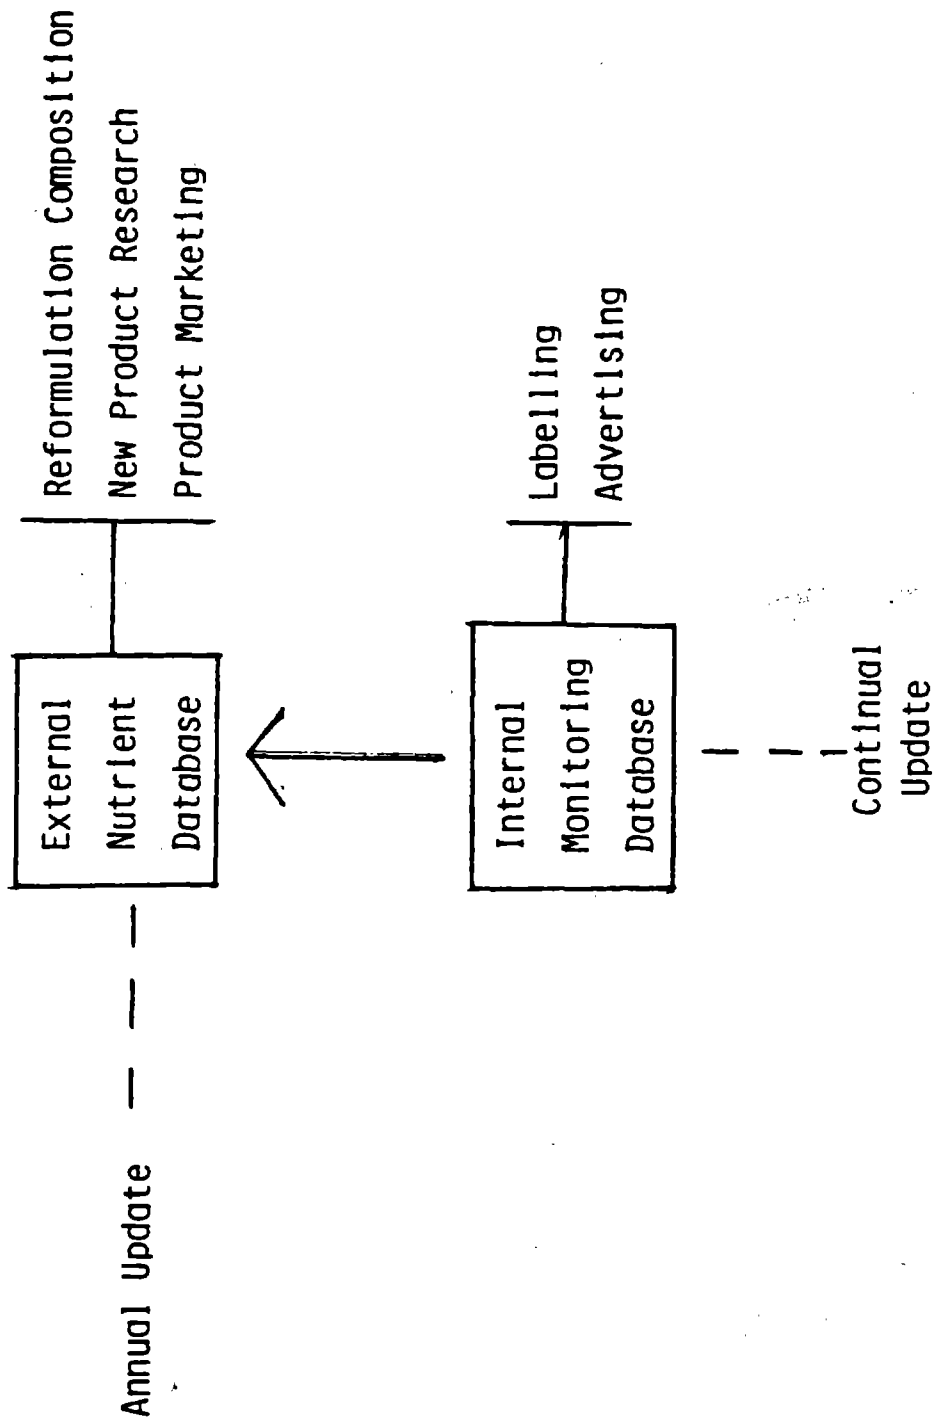 Annual Update
External
Nutrient
Database
Reformulation Composition
New Product Research
Product Marketing
Internal
Monitoring
Database
Labelling
Advertising
Continual
Update